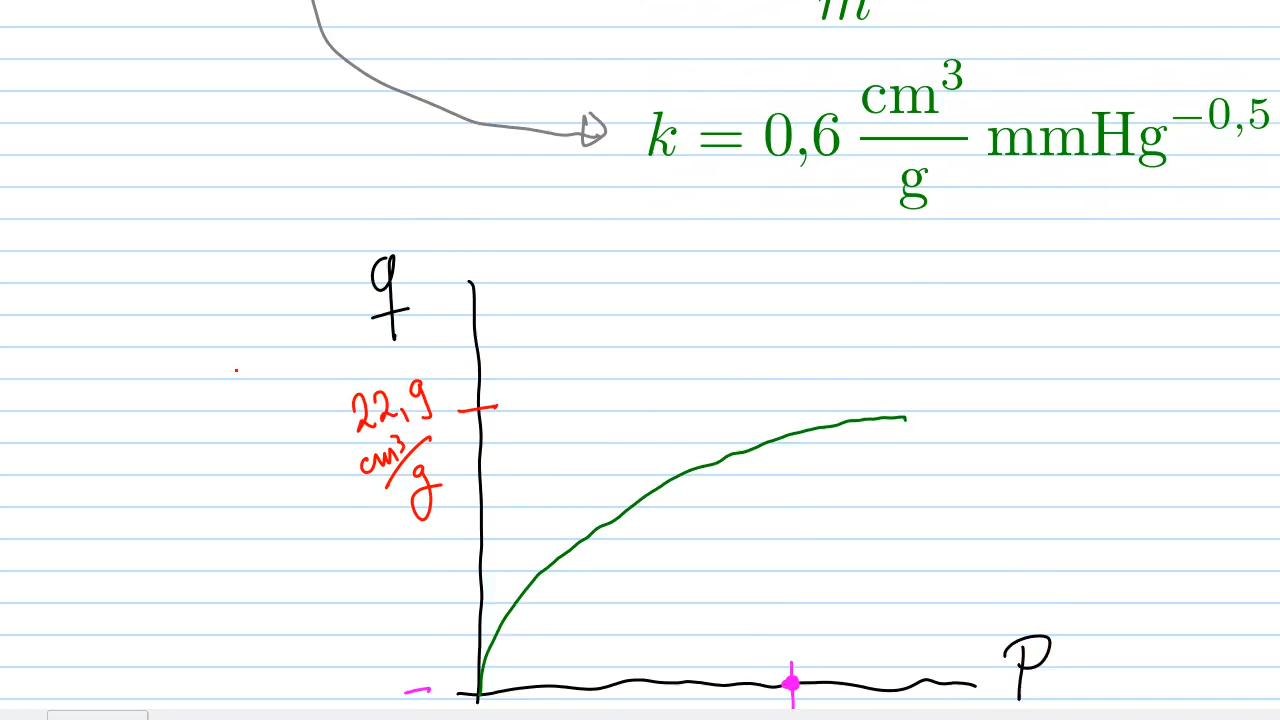 m
k = 0,6 cm³/g mmHg⁻⁰,⁵
q
22,9
cm³/g
P